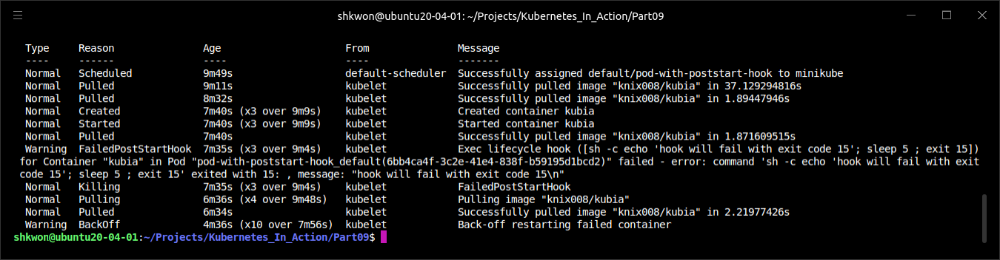 shkwon@ubuntu20-04-01: ~/Projects/Kubernetes_In_Action/Part09
Type Reason Age From Message
---- ------ ---- ---- -------
Normal Scheduled 9m49s default-scheduler Successfully assigned default/pod-with-poststart-hook to minikube
Normal Pulled 9m11s kubelet Successfully pulled image "knix008/kubia" in 37.129294816s
Normal Pulled 8m32s kubelet Successfully pulled image "knix008/kubia" in 1.89447946s
Normal Created 7m40s (x3 over 9m9s) kubelet Created container kubia
Normal Started 7m40s (x3 over 9m9s) kubelet Started container kubia
Normal Pulled 7m40s kubelet Successfully pulled image "knix008/kubia" in 1.871609515s
Warning FailedPostStartHook 7m35s (x3 over 9m4s) kubelet Exec lifecycle hook ([sh -c echo 'hook will fail with exit code 15'; sleep 5 ; exit 15])
for Container "kubia" in Pod "pod-with-poststart-hook_default(6bb4ca4f-3c2e-41e4-838f-b59195d1bcd2)" failed - error: command 'sh -c echo 'hook will fail with exit
code 15'; sleep 5 ; exit 15' exited with 15: , message: "hook will fail with exit code 15\n"
Normal Killing 7m35s (x3 over 9m4s) kubelet FailedPostStartHook
Normal Pulling 6m36s (x4 over 9m48s) kubelet Pulling image "knix008/kubia"
Normal Pulled 6m34s kubelet Successfully pulled image "knix008/kubia" in 2.21977426s
Warning BackOff 4m36s (x10 over 7m56s) kubelet Back-off restarting failed container
shkwon@ubuntu20-04-01:~/Projects/Kubernetes_In_Action/Part09$